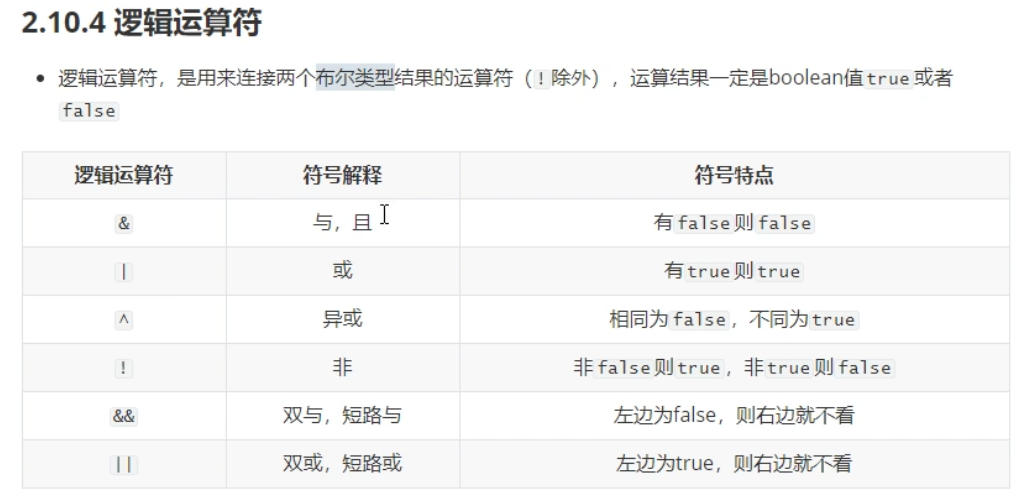 2.10.4 逻辑运算符
• 逻辑运算符，是用来连接两个布尔类型结果的运算符（!除外），运算结果一定是boolean值true或者
false
逻辑运算符 符号解释 符号特点
& 与，且 有false则false
| 或 有true则true
^ 异或 相同为false，不同为true
! 非 非false则true，非true则false
&& 双与，短路与 左边为false，则右边就不看
|| 双或，短路或 左边为true，则右边就不看